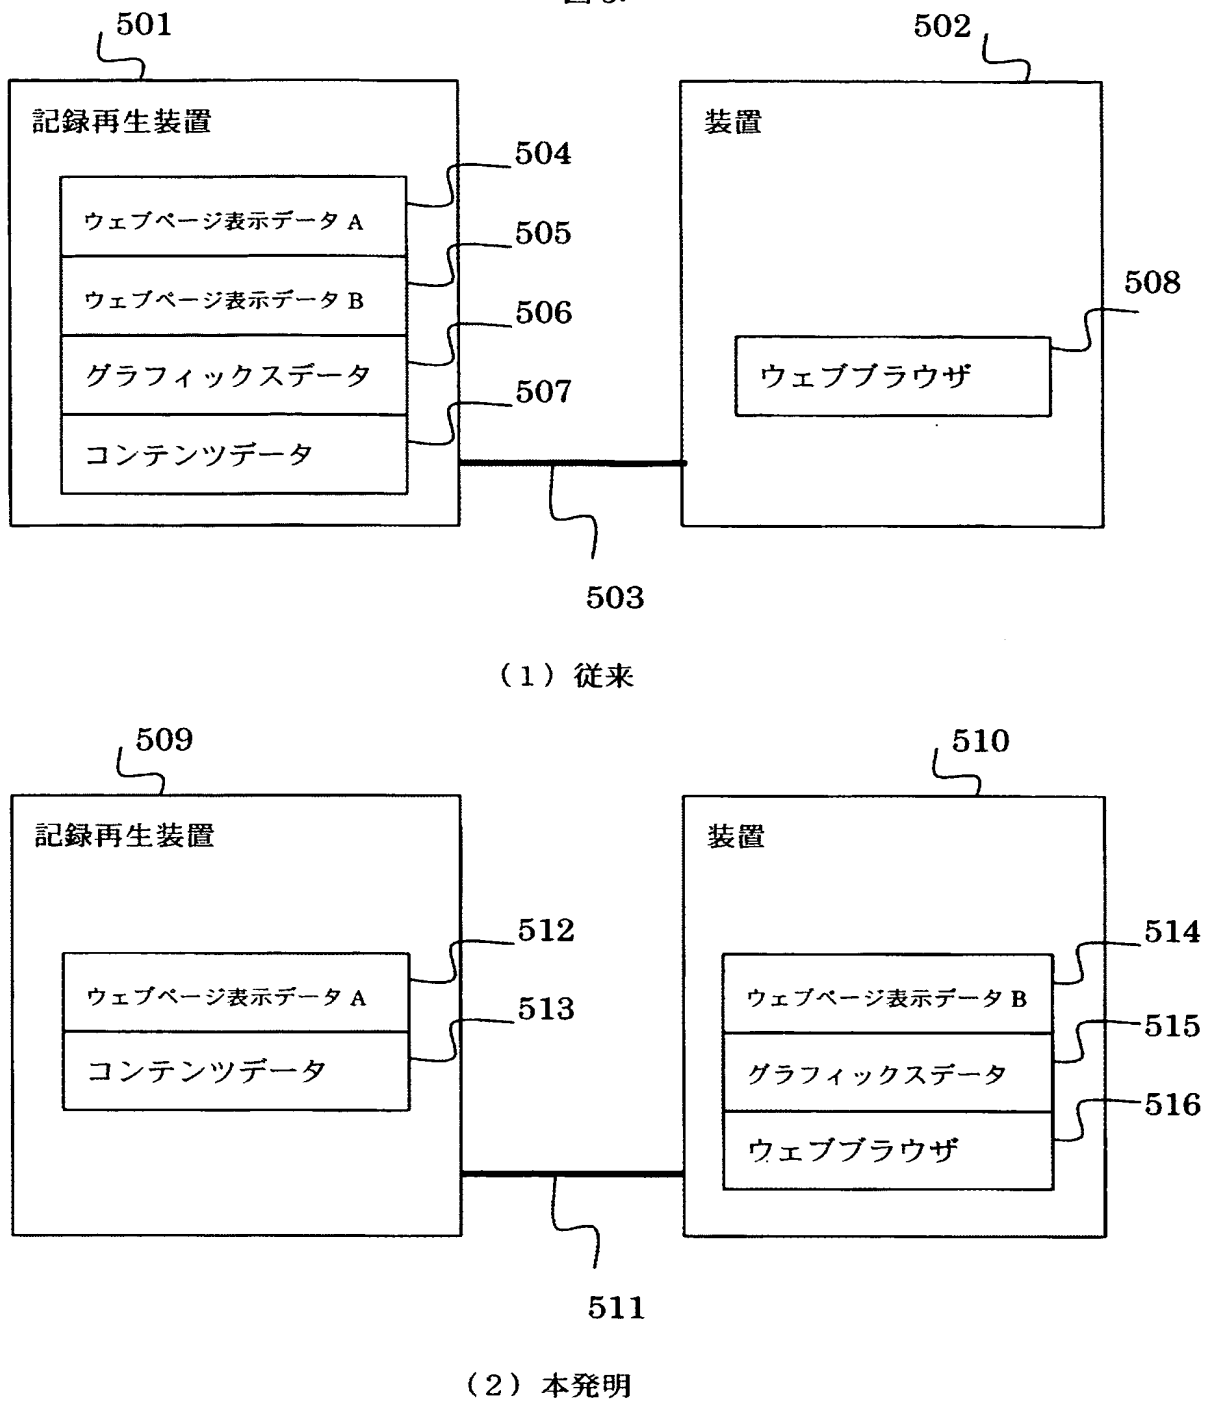 501
502
記録再生装置
装置
504
ウェブページ表示データ A
505
ウェブページ表示データ B
506
508
グラフィックスデータ
ウェブブラウザ
507
コンテンツデータ
503
（1）従来
509
510
記録再生装置
装置
512
514
ウェブページ表示データ A
ウェブページ表示データ B
513
515
コンテンツデータ
グラフィックスデータ
516
ウェブブラウザ
511
（2）本発明